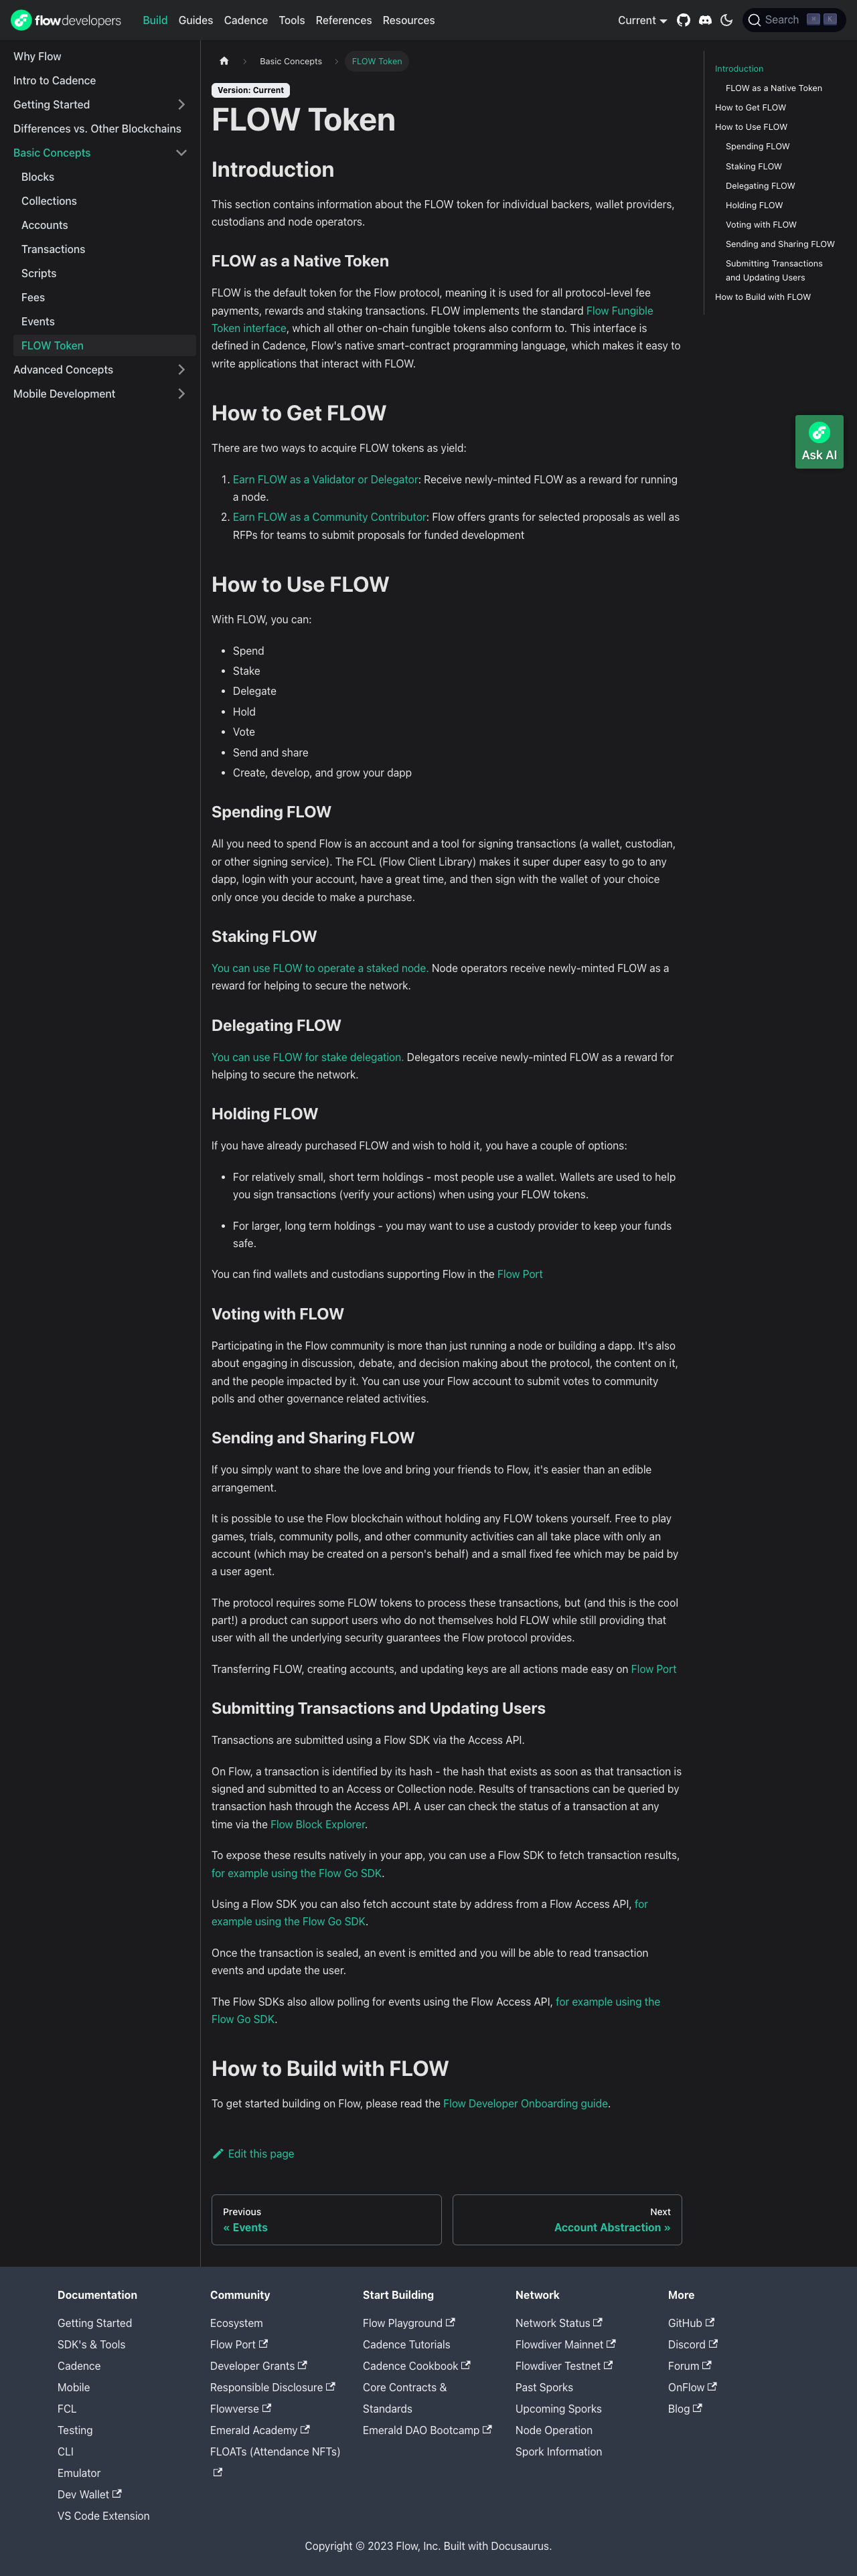 flowdevelopers
Build
Guides
Cadence
Tools
References
Resources
Current
Search
K
Why Flow
Intro to Cadence
Getting Started
Differences vs. Other Blockchains
Basic Concepts
Blocks
Collections
Accounts
Transactions
Scripts
Fees
Events
FLOW Token
Advanced Concepts
Mobile Development
Basic Concepts
FLOW Token
Version: Current
FLOW Token
Introduction
This section contains information about the FLOW token for individual backers, wallet providers,
custodians and node operators.
FLOW as a Native Token
FLOW is the default token for the Flow protocol, meaning it is used for all protocol-level fee
payments, rewards and staking transactions. FLOW implements the standard Flow Fungible
Token interface, which all other on-chain fungible tokens also conform to. This interface is
defined in Cadence, Flow's native smart-contract programming language, which makes it easy to
write applications that interact with FLOW.
How to Get FLOW
There are two ways to acquire FLOW tokens as yield:
1. Earn FLOW as a Validator or Delegator: Receive newly-minted FLOW as a reward for running
a node.
2. Earn FLOW as a Community Contributor: Flow offers grants for selected proposals as well as
RFPs for teams to submit proposals for funded development
How to Use FLOW
With FLOW, you can:
• Spend
• Stake
• Delegate
• Hold
• Vote
• Send and share
• Create, develop, and grow your dapp
Spending FLOW
All you need to spend Flow is an account and a tool for signing transactions (a wallet, custodian,
or other signing service). The FCL (Flow Client Library) makes it super duper easy to go to any
dapp, login with your account, have a great time, and then sign with the wallet of your choice
only once you decide to make a purchase.
Staking FLOW
You can use FLOW to operate a staked node. Node operators receive newly-minted FLOW as a
reward for helping to secure the network.
Delegating FLOW
You can use FLOW for stake delegation. Delegators receive newly-minted FLOW as a reward for
helping to secure the network.
Holding FLOW
If you have already purchased FLOW and wish to hold it, you have a couple of options:
• For relatively small, short term holdings - most people use a wallet. Wallets are used to help
you sign transactions (verify your actions) when using your FLOW tokens.
• For larger, long term holdings - you may want to use a custody provider to keep your funds
safe.
You can find wallets and custodians supporting Flow in the Flow Port
Voting with FLOW
Participating in the Flow community is more than just running a node or building a dapp. It's also
about engaging in discussion, debate, and decision making about the protocol, the content on it,
and the people impacted by it. You can use your Flow account to submit votes to community
polls and other governance related activities.
Sending and Sharing FLOW
If you simply want to share the love and bring your friends to Flow, it's easier than an edible
arrangement.
It is possible to use the Flow blockchain without holding any FLOW tokens yourself. Free to play
games, trials, community polls, and other community activities can all take place with only an
account (which may be created on a person's behalf) and a small fixed fee which may be paid by
a user agent.
The protocol requires some FLOW tokens to process these transactions, but (and this is the cool
part!) a product can support users who do not themselves hold FLOW while still providing that
user with all the underlying security guarantees the Flow protocol provides.
Transferring FLOW, creating accounts, and updating keys are all actions made easy on Flow Port
Submitting Transactions and Updating Users
Transactions are submitted using a Flow SDK via the Access API.
On Flow, a transaction is identified by its hash - the hash that exists as soon as that transaction is
signed and submitted to an Access or Collection node. Results of transactions can be queried by
transaction hash through the Access API. A user can check the status of a transaction at any
time via the Flow Block Explorer.
To expose these results natively in your app, you can use a Flow SDK to fetch transaction results,
for example using the Flow Go SDK.
Using a Flow SDK you can also fetch account state by address from a Flow Access API, for
example using the Flow Go SDK.
Once the transaction is sealed, an event is emitted and you will be able to read transaction
events and update the user.
The Flow SDKs also allow polling for events using the Flow Access API, for example using the
Flow Go SDK.
How to Build with FLOW
To get started building on Flow, please read the Flow Developer Onboarding guide.
Edit this page
Previous
« Events
Next
Account Abstraction »
Introduction
FLOW as a Native Token
How to Get FLOW
How to Use FLOW
Spending FLOW
Staking FLOW
Delegating FLOW
Holding FLOW
Voting with FLOW
Sending and Sharing FLOW
Submitting Transactions
and Updating Users
How to Build with FLOW
Ask AI
Documentation
Getting Started
SDK's & Tools
Cadence
Mobile
FCL
Testing
CLI
Emulator
Dev Wallet
VS Code Extension
Community
Ecosystem
Flow Port
Developer Grants
Responsible Disclosure
Flowverse
Emerald Academy
FLOATs (Attendance NFTs)
Start Building
Flow Playground
Cadence Tutorials
Cadence Cookbook
Core Contracts &
Standards
Emerald DAO Bootcamp
Network
Network Status
Flowdiver Mainnet
Flowdiver Testnet
Past Sporks
Upcoming Sporks
Node Operation
Spork Information
More
GitHub
Discord
Forum
OnFlow
Blog
Copyright © 2023 Flow, Inc. Built with Docusaurus.